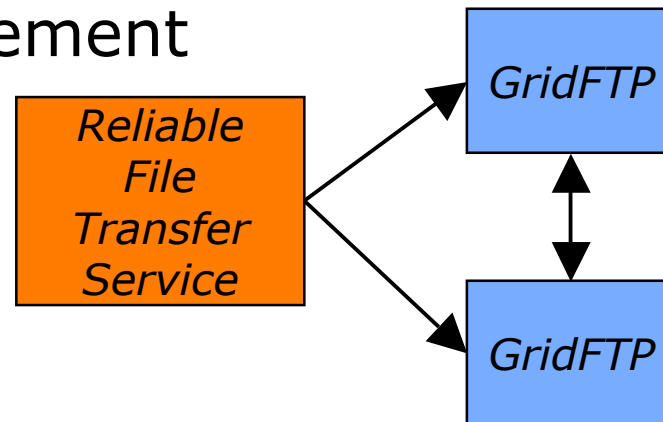 ement
GridFTP
Reliable
File
Transfer
Service
GridFTP